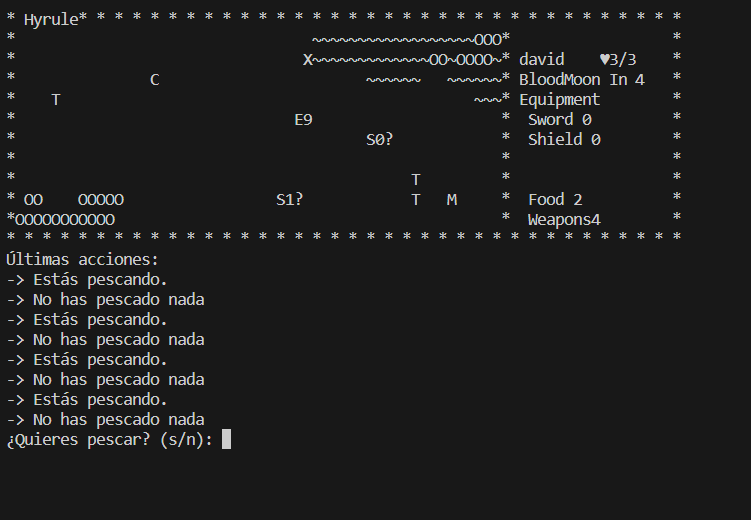 * Hyrule* * * * * * * * * * * * * * * * * * * * * * * * * * * * * * * * * *
*                                 ~~~~~~~~~~~~~~~~~~OOO*                  *
*                                X~~~~~~~~~~~~~OO~OOOO~* david    ♥3/3    *
*               C                       ~~~~~~   ~~~~~~* BloodMoon In 4   *
*    T                                              ~~~* Equipment        *
*                               E9                     *  Sword 0         *
*                                       S0?            *  Shield 0        *
*                                                      *                  *
*                                            T         *                  *
* OO    OOOOO                 S1?            T   M     *  Food 2          *
*OOOOOOOOOOO                                           *  Weapons4        *
* * * * * * * * * * * * * * * * * * * * * * * * * * * * * * * * * * * * * *
Últimas acciones:
-> Estás pescando.
-> No has pescado nada
-> Estás pescando.
-> No has pescado nada
-> Estás pescando.
-> No has pescado nada
-> Estás pescando.
-> No has pescado nada
¿Quieres pescar? (s/n):